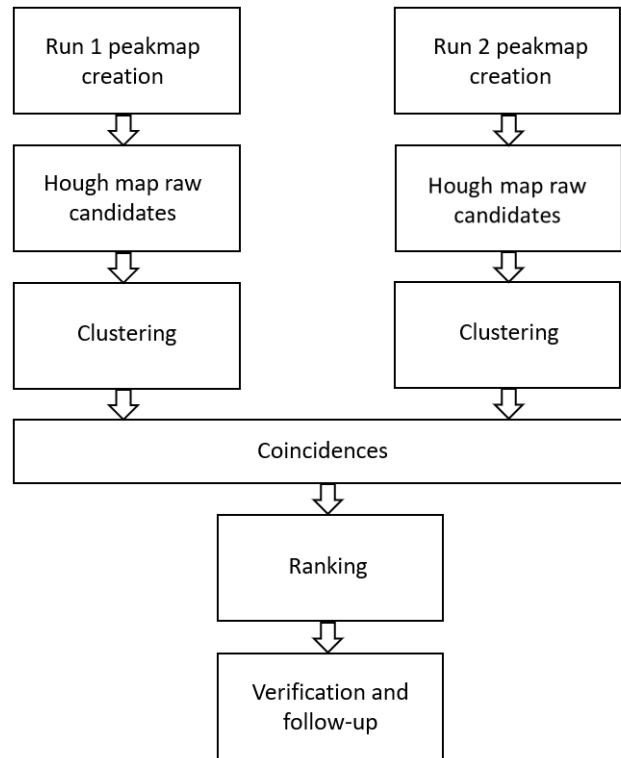 Run 1 peakmap
creation
Run 2 peakmap
creation
Hough map raw
candidates
Hough map raw
candidates
Clustering
Clustering
Coincidences
Ranking
Verification and
follow-up